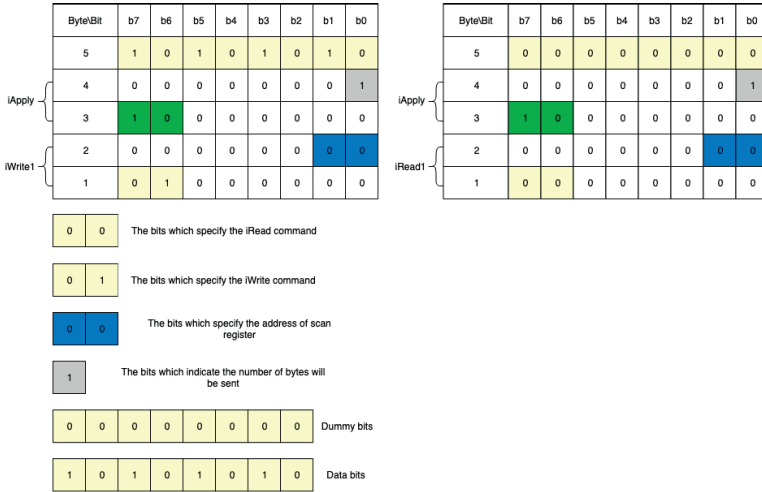 Byte\Bit b7 b6 b5 b4 b3 b2 b1 b0
5 1 0 1 0 1 0 1 0
iApply
4 0 0 0 0 0 0 0 1
3 1 0 0 0 0 0 0 0
iWrite1
2 0 0 0 0 0 0 0 0
1 0 1 0 0 0 0 0 0
Byte\Bit b7 b6 b5 b4 b3 b2 b1 b0
5 0 0 0 0 0 0 0 0
iApply
4 0 0 0 0 0 0 0 1
3 1 0 0 0 0 0 0 0
iRead1
2 0 0 0 0 0 0 0 0
1 0 0 0 0 0 0 0 0
0 0 The bits which specify the iRead command
0 1 The bits which specify the iWrite command
0 0 The bits which specify the address of scan
register
1 The bits which indicate the number of bytes will
be sent
0 0 0 0 0 0 0 0 Dummy bits
1 0 1 0 1 0 1 0 Data bits